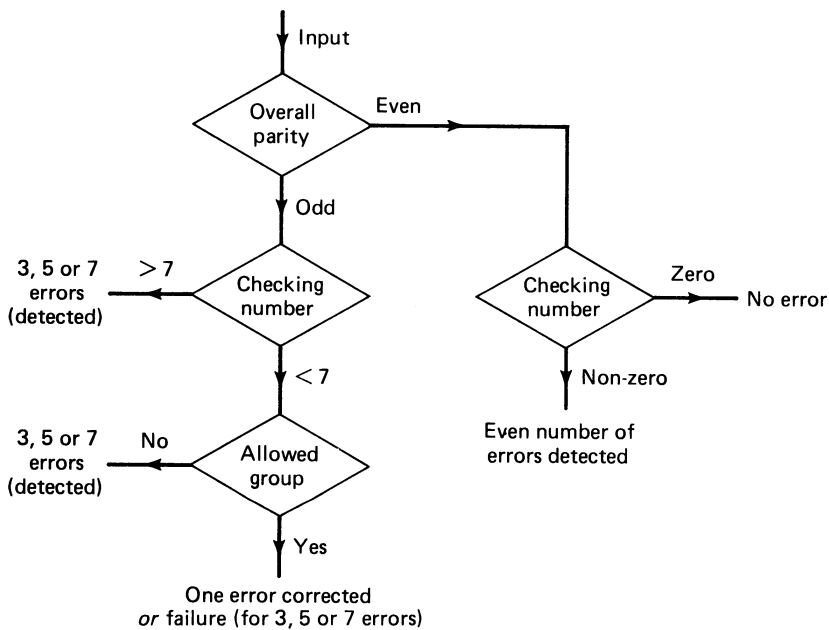 Input
Overall
parity
Even
Odd
3, 5 or 7
errors
(detected)
> 7
Checking
number
Checking
number
Zero
No error
< 7
Non-zero
Even number of
errors detected
3, 5 or 7
errors
(detected)
No
Allowed
group
Yes
One error corrected
or failure (for 3, 5 or 7 errors)